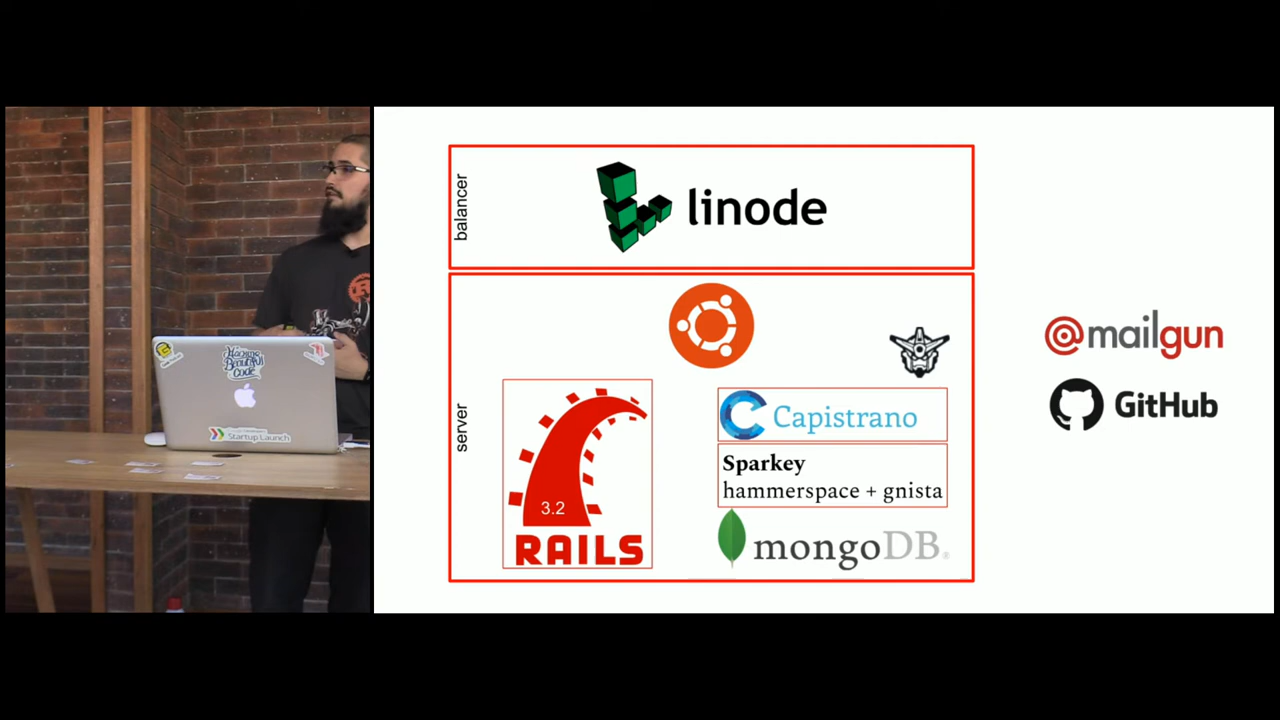 balancer
linode
server
3.2
RAILS
Capistrano
Sparkey
hammerspace + gnista
mongoDB®
@mailgun
GitHub
Hacking
Beautiful
Code
Startup Launch